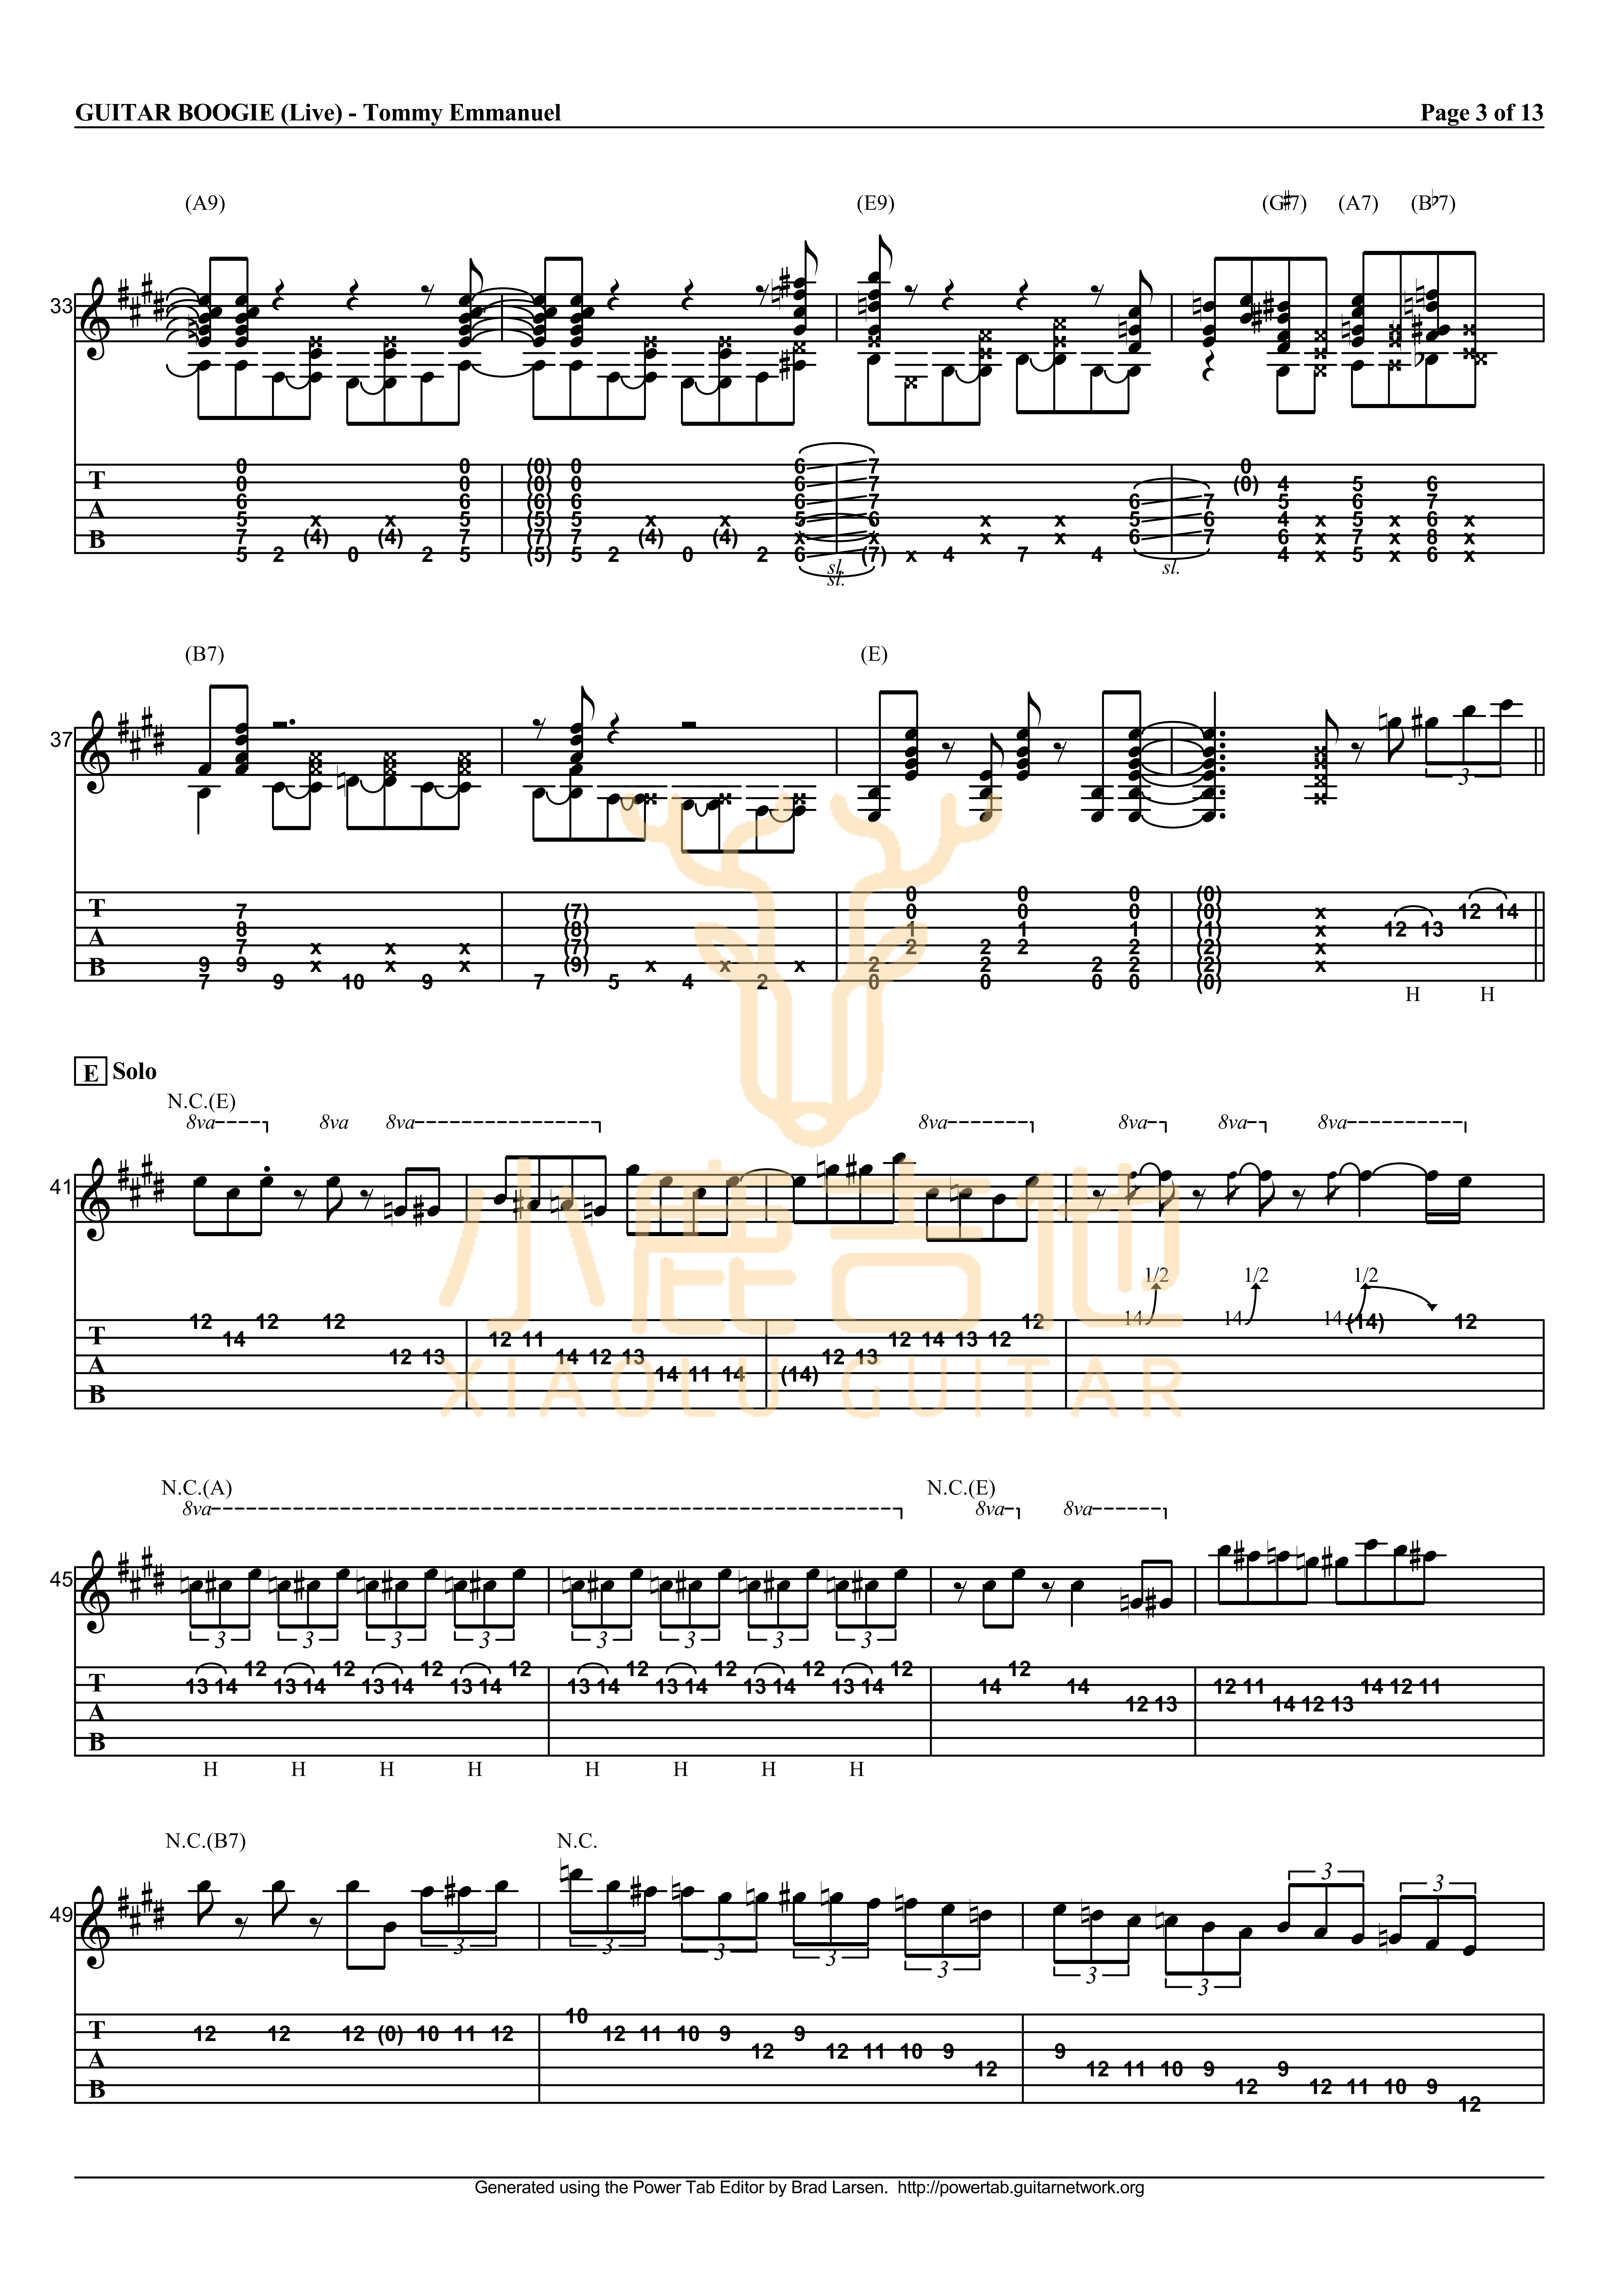 GUITAR BOOGIE (Live) - Tommy Emmanuel Page 3 of 13
(A9) (E9) (G#7) (A7) (B♭7)
33
T 0 0 (0) 0 6 7 0
0 0 (0) 0 6 7 (0) 4 5 6
A 6 6 (6) 6 6 7 6 7 5 6 7
5 x x 5 (5) 5 x x 5 6 x x 5 6 4 x 5 x 6 x
B 7 (4) (4) 7 (7) 7 (4) (4) x x x x 6 7 6 x 7 x 8 x
5 2 0 2 5 (5) 5 2 0 2 6 (7) x 4 7 4 4 x 5 x 6 x
sl. sl.
sl.
(B7) (E)
37
3
T 0 0 0 (0)
7 (7) 0 0 0 (0) x 12 14
A 8 (8) 1 1 1 (1) x 12 13
7 x x x (7) 2 2 2 2 (2) x
B 9 9 x x x (9) x x x 2 2 2 2 (2) x
7 9 10 9 7 5 4 2 0 0 0 0 (0)
H H
E Solo
N.C.(E)
8va 8va 8va 8va 8va 8va 8va
41
1/2 1/2 1/2
T 12 12 12 12 14 14 14 (14) 12
14 12 11 12 14 13 12
A 12 13 14 12 13 12 13
14 11 14 (14)
B
小鹿吉他
XIAOLU GUITAR
N.C.(A) N.C.(E)
8va 8va 8va
45
3 3 3 3 3 3 3 3
T 12 12 12 12 12 12 12 12 12
13 14 13 14 13 14 13 14 13 14 13 14 13 14 13 14 14 14 12 11 14 12 11
A 12 13 14 12 13
B
H H H H H H H H
N.C.(B7) N.C.
49
3 3 3 3 3 3 3 3 3
T 10
12 12 12 (0) 10 11 12 12 11 10 9 9
A 12 12 11 10 9 9
12 12 11 10 9 9
B 12 12 11 10 9
12
Generated using the Power Tab Editor by Brad Larsen. http://powertab.guitarnetwork.org